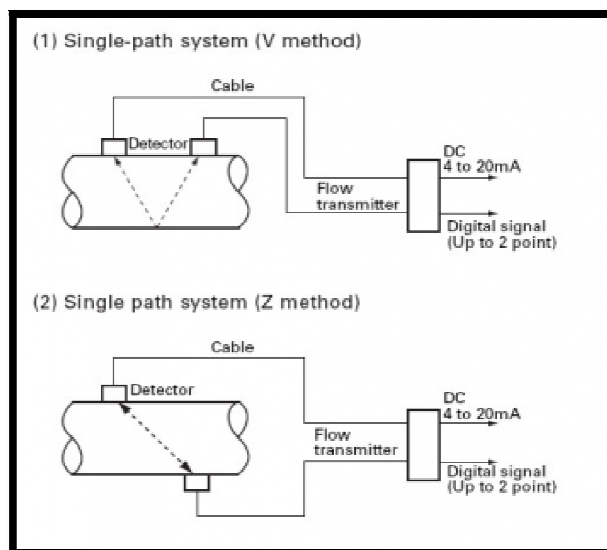 (1) Single-path system (V method)
Cable
Detector
DC
4 to 20mA
Flow
transmitter
Digital signal
(Up to 2 point)
(2) Single path system (Z method)
Cable
Detector
DC
4 to 20mA
Flow
transmitter
Digital signal
(Up to 2 point)